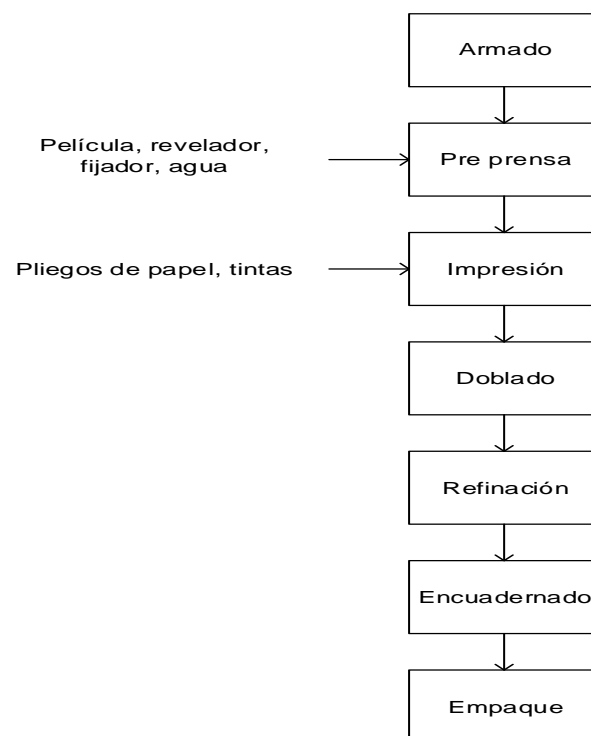 Armado
Película, revelador,
fijador, agua
Pre prensa
Pliegos de papel, tintas
Impresión
Doblado
Refinación
Encuadernado
Empaque